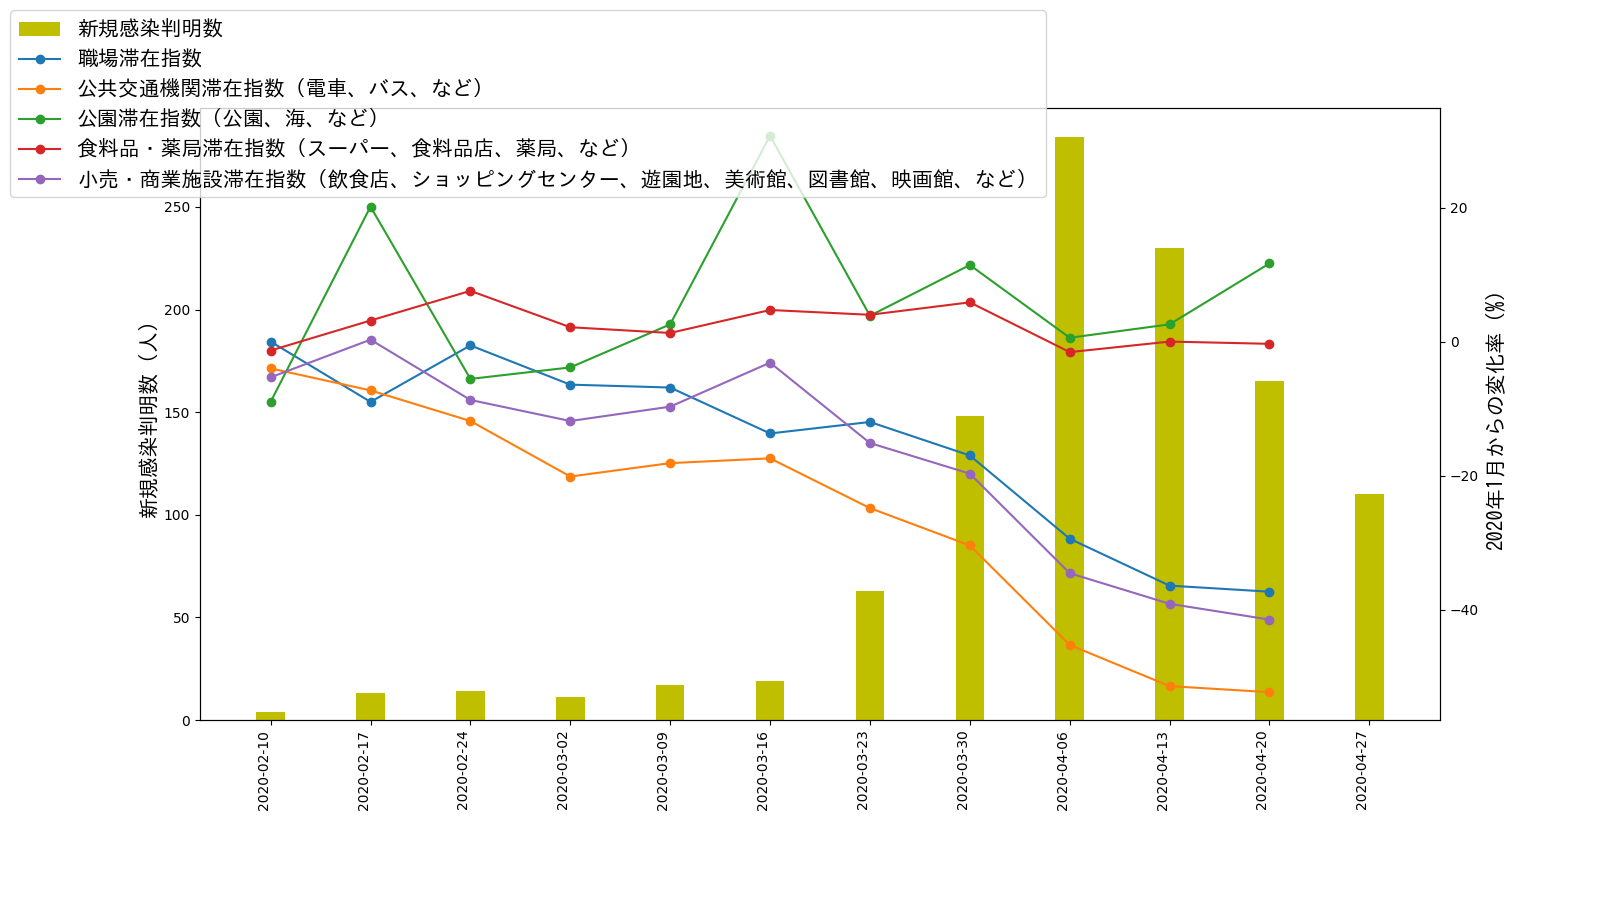 新規感染判明数
職場滞在指数
公共交通機関滞在指数（電車、バス、など）
公園滞在指数（公園、海、など）
食料品・薬局滞在指数（スーパー、食料品店、薬局、など）
小売・商業施設滞在指数（飲食店、ショッピングセンター、遊園地、美術館、図書館、映画館、など）
新規感染判明数（人）
250
200
150
100
50
0
20
0
−20
−40
2020年1月からの変化率（%）
2020-02-10
2020-02-17
2020-02-24
2020-03-02
2020-03-09
2020-03-16
2020-03-23
2020-03-30
2020-04-06
2020-04-13
2020-04-20
2020-04-27